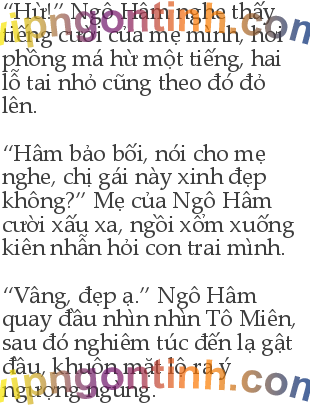 “Hừ!” Ngô Hâm nghe thấy
tiếng cười của mẹ mình, hơi
phồng má hừ một tiếng, hai
lỗ tai nhỏ cũng theo đó đỏ
lên.
“Hâm bảo bối, nói cho mẹ
nghe, chị gái này xinh đẹp
không?” Mẹ của Ngô Hâm
cười xấu xa, ngồi xổm xuống
kiên nhẫn hỏi con trai mình.
“Vâng, đẹp ạ.” Ngô Hâm
quay đầu nhìn nhìn Tô Miên,
sau đó nghiêm túc đến lạ gật
đầu, khuôn mặt lộ ra ý
ngượng ngùng.
vipngontinh.com
vipngontinh.com